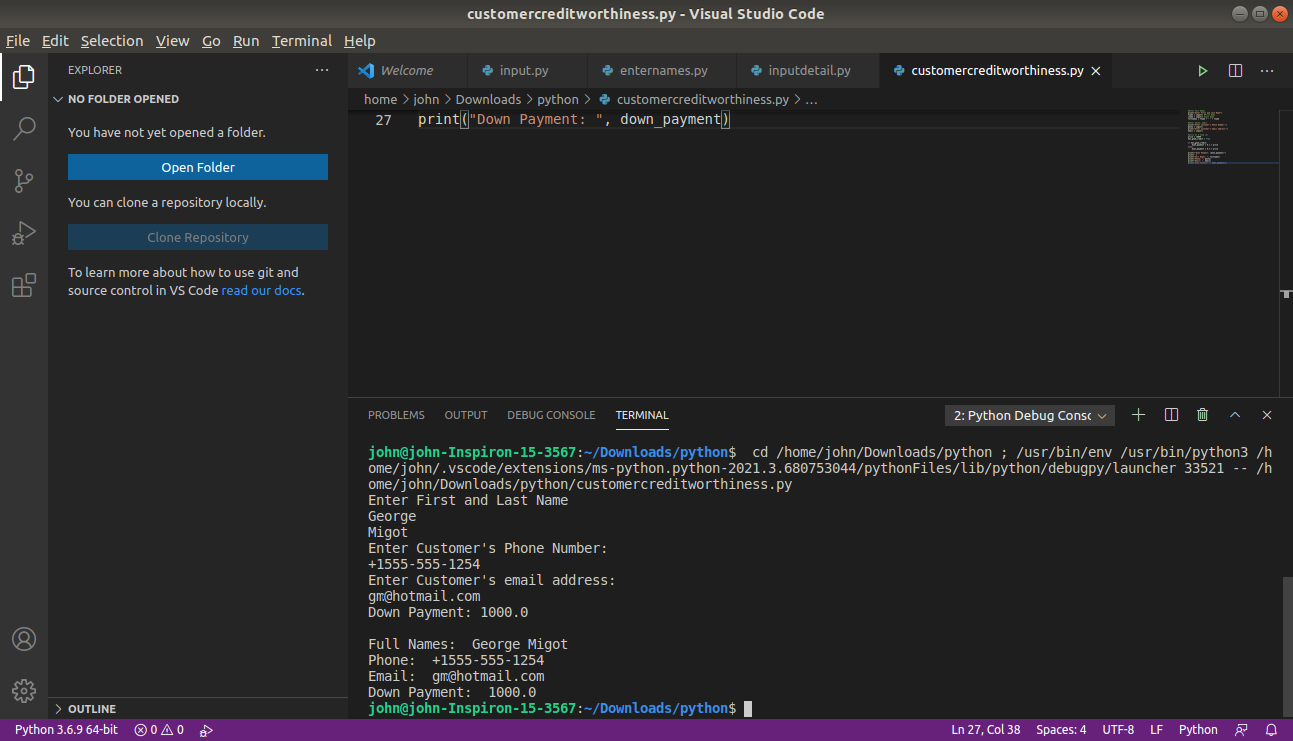 customercreditworthiness.py - Visual Studio Code
File Edit Selection View Go Run Terminal Help
EXPLORER
NO FOLDER OPENED
You have not yet opened a folder.
Open Folder
You can clone a repository locally.
Clone Repository
To learn more about how to use git and
source control in VS Code read our docs.
OUTLINE
Welcome input.py enternames.py inputdetail.py customercreditworthiness.py
home > john > Downloads > python > customercreditworthiness.py > ...
27 print("Down Payment: ", down_payment)
PROBLEMS OUTPUT DEBUG CONSOLE TERMINAL 2: Python Debug Consc
john@john-Inspiron-15-3567:~/Downloads/python$  cd /home/john/Downloads/python ; /usr/bin/env /usr/bin/python3 /h
ome/john/.vscode/extensions/ms-python.python-2021.3.680753044/pythonFiles/lib/python/debugpy/launcher 33521 -- /h
ome/john/Downloads/python/customercreditworthiness.py
Enter First and Last Name
George
Migot
Enter Customer's Phone Number:
+1555-555-1254
Enter Customer's email address:
gm@hotmail.com
Down Payment: 1000.0
Full Names:  George Migot
Phone:  +1555-555-1254
Email:  gm@hotmail.com
Down Payment:  1000.0
john@john-Inspiron-15-3567:~/Downloads/python$
Python 3.6.9 64-bit 0 0 Ln 27, Col 38 Spaces: 4 UTF-8 LF Python